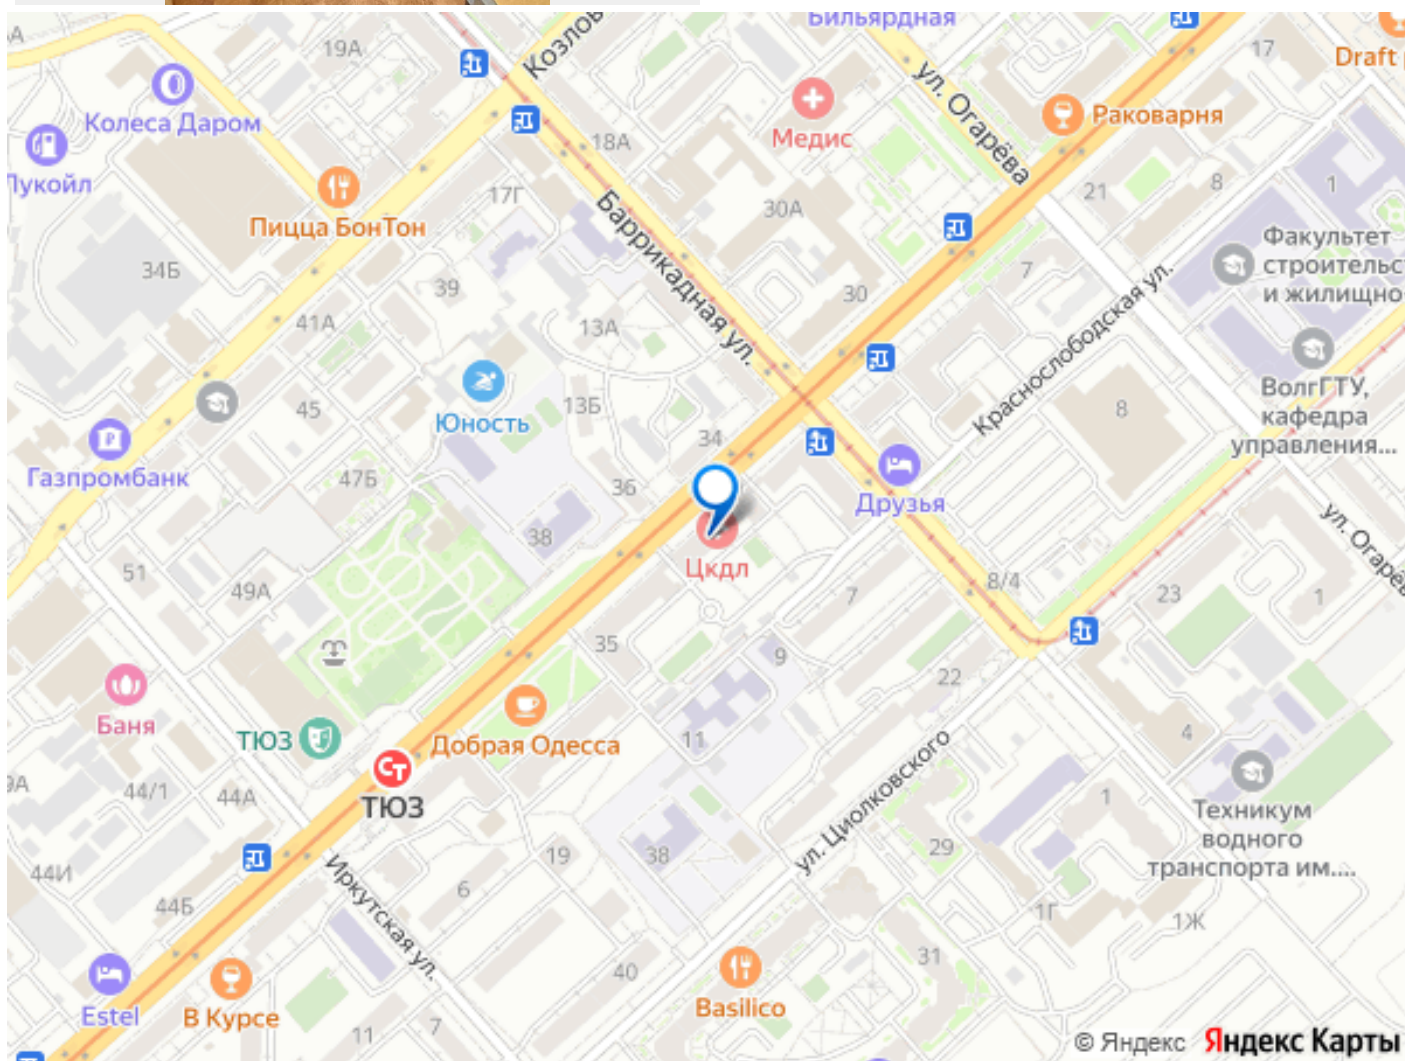 Бильярдная
17
19А
Козлов
Draft
Колеса Даром
ул. Огарёва
Раковарня
Медис
18А
Лукойл
17Г
21
8
1
Пицца БонТон
30А
Баррикадная ул.
Факультет
строительс
и жилищно
34Б
39
7
30
41А
13А
Краснослободская ул.
ВолгГТУ,
кафедра
управления...
45
Юность
13Б
8
34
Газпромбанк
47Б
36
Друзья
38
ул. Огарёв
Цкдл
51
49А
7
8/4
23
1
35
9
22
Баня
ТЮЗ
Добрая Одесса
11
4
ТЮЗ
9А
44/1
44А
ул. Циолковского
1
Техникум
водного
транспорта им....
19
38
29
44И
6
44Б
Иркутская ул.
1Г
1Ж
31
40
Estel
В Курсе
Basilico
11
7
© Яндекс Яндекс Карты